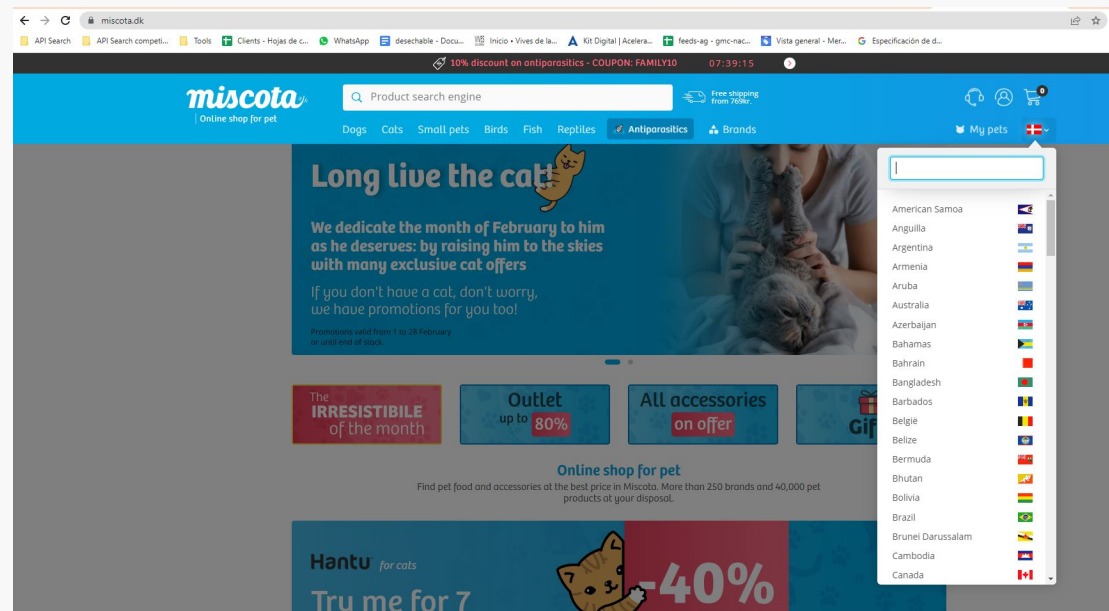 miscota.dk
API Search
API Search competi...
Tools
Clients - Hojas de c...
WhatsApp
desechable - Docu...
Inicio • Vives de la...
Kit Digital | Acelera...
feeds-ag - gmc-nac...
Vista general - Mer...
Especificación de d...
10% discount on antiparasitics - COUPON: FAMILY10
07:39:15
miscota
Online shop for pet
Product search engine
Free shipping
from 769kr.
0
Dogs
Cats
Small pets
Birds
Fish
Reptiles
Antiparasitics
Brands
My pets
Long live the cat!
We dedicate the month of February to him
as he deserves: by raising him to the skies
with many exclusive cat offers
If you don't have a cat, don't worry,
we have promotions for you too!
Promotions valid from 1 to 28 February
or until end of stock.
The
IRRESISTIBILE
of the month
Outlet
up to 80%
All accessories
on offer
Gif
Online shop for pet
Find pet food and accessories at the best price in Miscota. More than 250 brands and 40,000 pet
products at your disposal.
Hantu for cats
Try me for 7
-40%
American Samoa
Anguilla
Argentina
Armenia
Aruba
Australia
Azerbaijan
Bahamas
Bahrain
Bangladesh
Barbados
België
Belize
Bermuda
Bhutan
Bolivia
Brazil
Brunei Darussalam
Cambodia
Canada